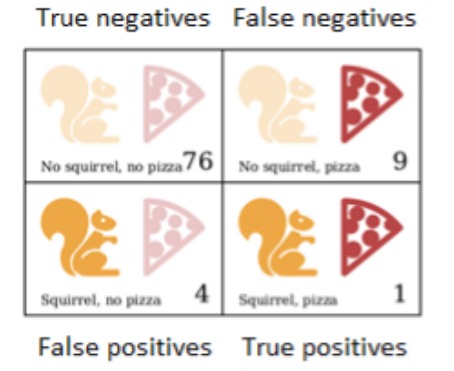 True negatives False negatives
No squirrel, no pizza 76 No squirrel, pizza 9
Squirrel, no pizza 4 Squirrel, pizza 1
False positives True positives